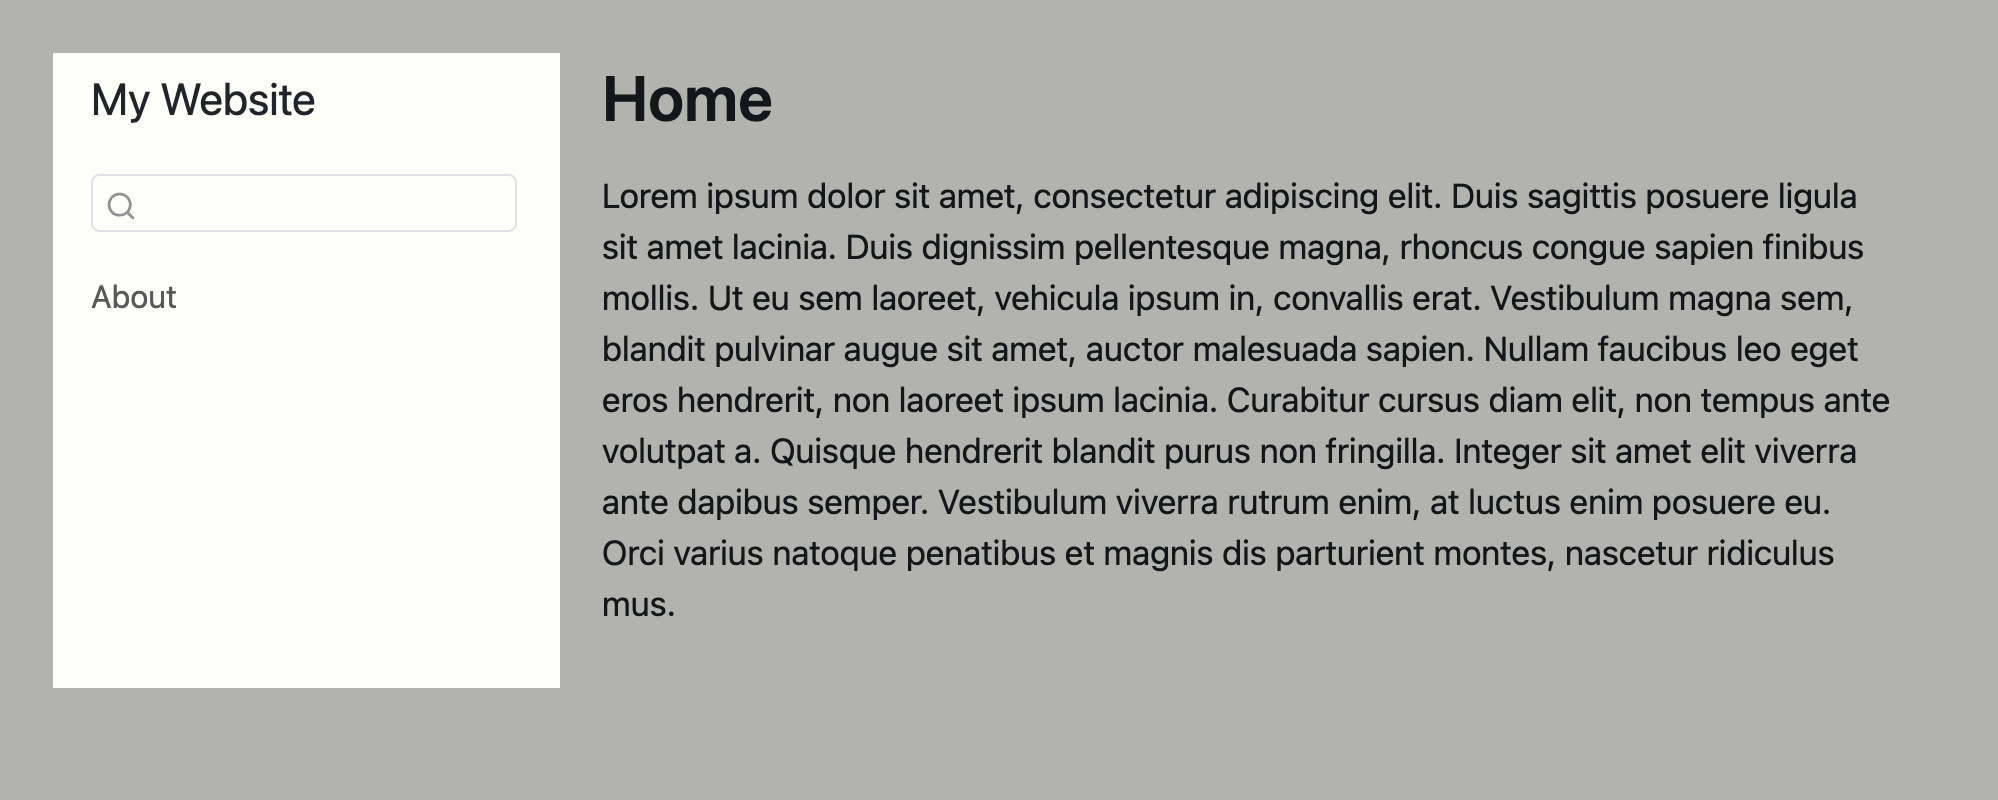 My Website
About
Home
Lorem ipsum dolor sit amet, consectetur adipiscing elit. Duis sagittis posuere ligula
sit amet lacinia. Duis dignissim pellentesque magna, rhoncus congue sapien finibus
mollis. Ut eu sem laoreet, vehicula ipsum in, convallis erat. Vestibulum magna sem,
blandit pulvinar augue sit amet, auctor malesuada sapien. Nullam faucibus leo eget
eros hendrerit, non laoreet ipsum lacinia. Curabitur cursus diam elit, non tempus ante
volutpat a. Quisque hendrerit blandit purus non fringilla. Integer sit amet elit viverra
ante dapibus semper. Vestibulum viverra rutrum enim, at luctus enim posuere eu.
Orci varius natoque penatibus et magnis dis parturient montes, nascetur ridiculus
mus.